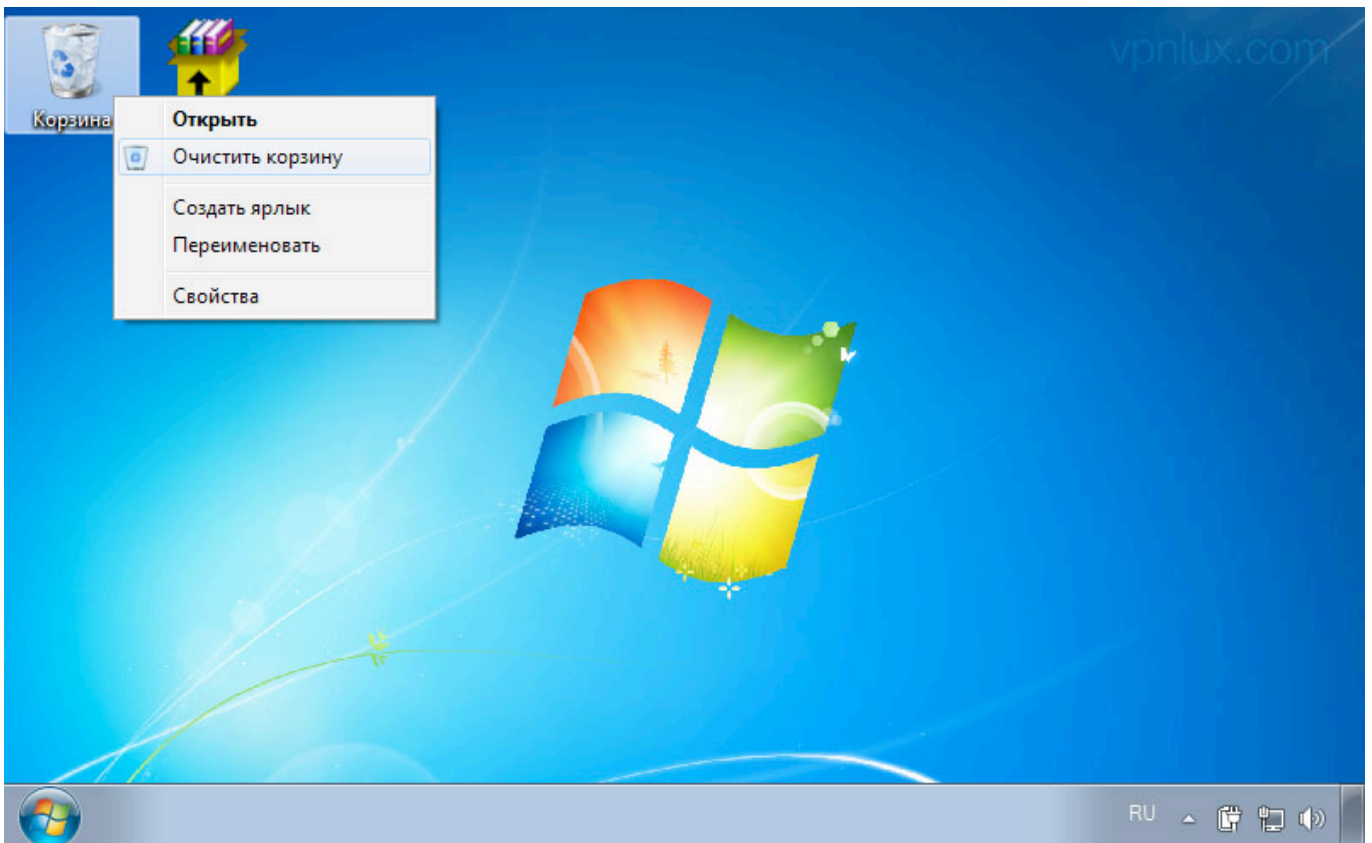 vpnlux.com
Корзина
Открыть
Очистить корзину
Создать ярлык
Переименовать
Свойства
RU